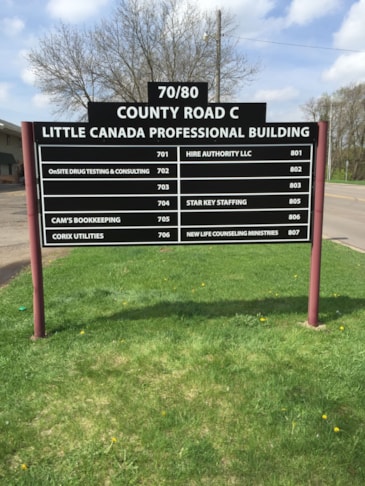 70/80
COUNTY ROAD C
LITTLE CANADA PROFESSIONAL BUILDING
701 HIRE AUTHORITY LLC 801
OnSITE DRUG TESTING & CONSULTING 702 802
703 803
704 STAR KEY STAFFING 805
CAM'S BOOKKEEPING 705 806
CORIX UTILITIES 706 NEW LIFE COUNSELING MINISTRIES 807